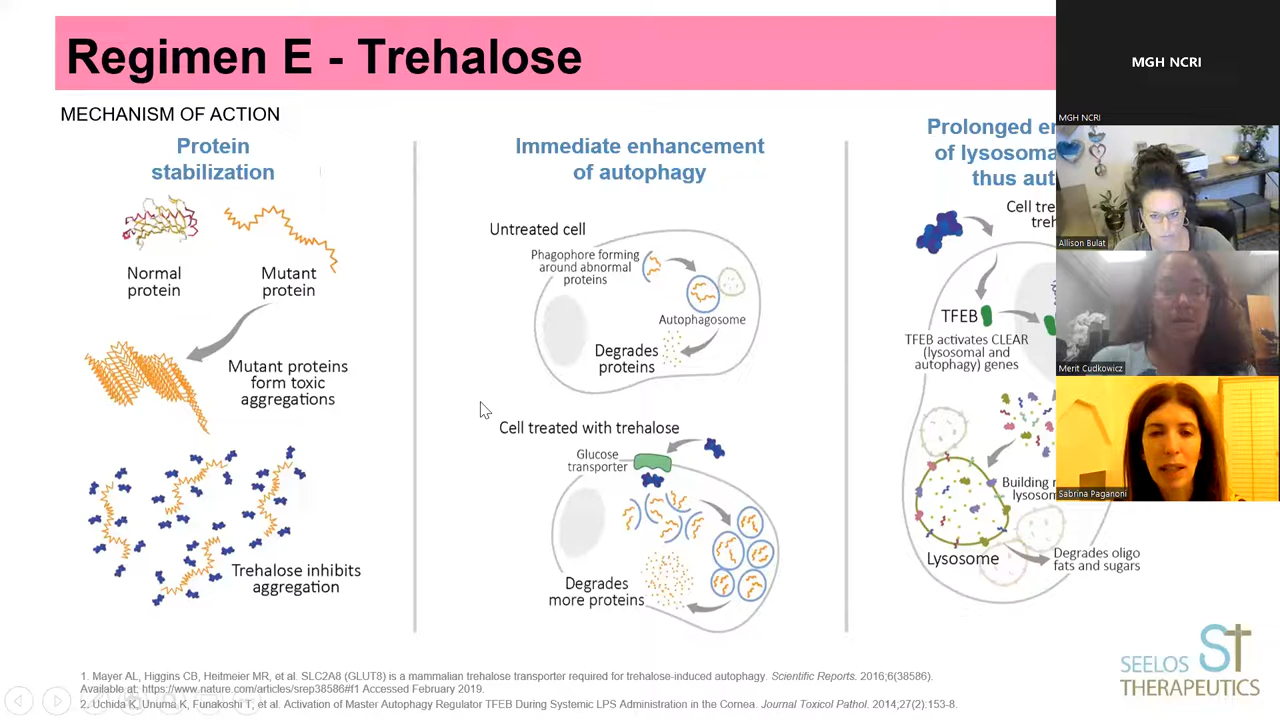 Regimen E - Trehalose
MECHANISM OF ACTION
Protein
stabilization
Normal
protein
Mutant
protein
Mutant proteins
form toxic
aggregations
Trehalose inhibits
aggregation
Immediate enhancement
of autophagy
Untreated cell
Phagophore forming
around abnormal
proteins
Autophagosome
Degrades
proteins
Cell treated with trehalose
Glucose
transporter
Degrades
more proteins
Prolonged
of
thus
Cell
TFEB
TFEB activates CLEAR
(lysosomal and
autophagy) genes
Building
Lysosome
Degrades oligo
fats and sugars
1. Mayer AL, Higgins CB, Heitmeier MR, et al. SLC2A8 (GLUT8) is a mammalian trehalose transporter required for trehalose-induced autophagy. Scientific Reports. 2016;6(38586).
Available at: https://www.nature.com/articles/srep38586#f1 Accessed February 2019.
2. Uchida K, Unuma K, Funakoshi T, et al. Activation of Master Autophagy Regulator TFEB During Systemic LPS Administration in the Cornea. Journal Toxicol Pathol. 2014;27(2):153-8.
SEELOS
THERAPEUTICS
MGH NCRI
MGH NCRI
Allison Bulat
Merit Cudkowicz
Sabrina Paganoni